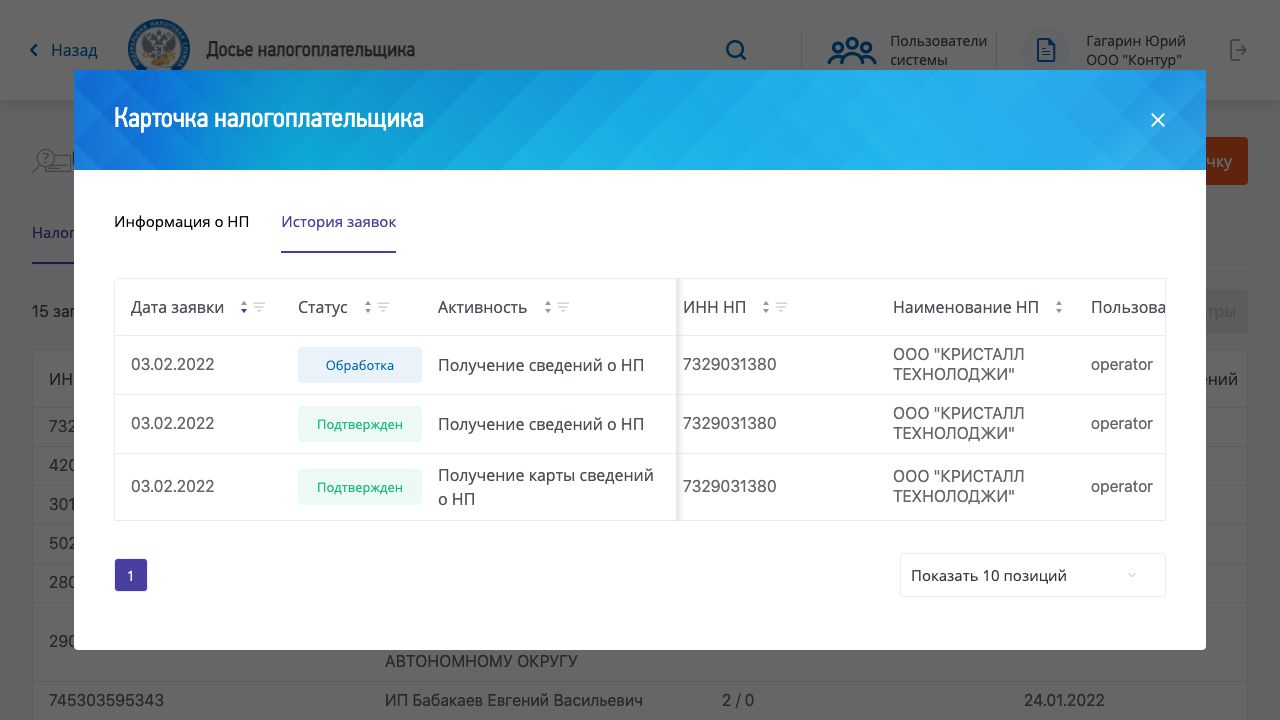 Назад
Досье налогоплательщика
Пользователи
системы
Гагарин Юрий
ООО "Контур"
Карточка налогоплательщика
Информация о НП
История заявок
Дата заявки Статус Активность ИНН НП Наименование НП Пользова
03.02.2022 Обработка Получение сведений о НП 7329031380 ООО "КРИСТАЛЛ
ТЕХНОЛОДЖИ" operator
03.02.2022 Подтвержден Получение сведений о НП 7329031380 ООО "КРИСТАЛЛ
ТЕХНОЛОДЖИ" operator
03.02.2022 Подтвержден Получение карты сведений
о НП 7329031380 ООО "КРИСТАЛЛ
ТЕХНОЛОДЖИ" operator
1
Показать 10 позиций
чку
Налог
15 зап
тры
ИН
ний
732
420
301
502
280
290
АВТОНОМНОМУ ОКРУГУ
745303595343 ИП Бабакаев Евгений Васильевич 2 / 0 24.01.2022